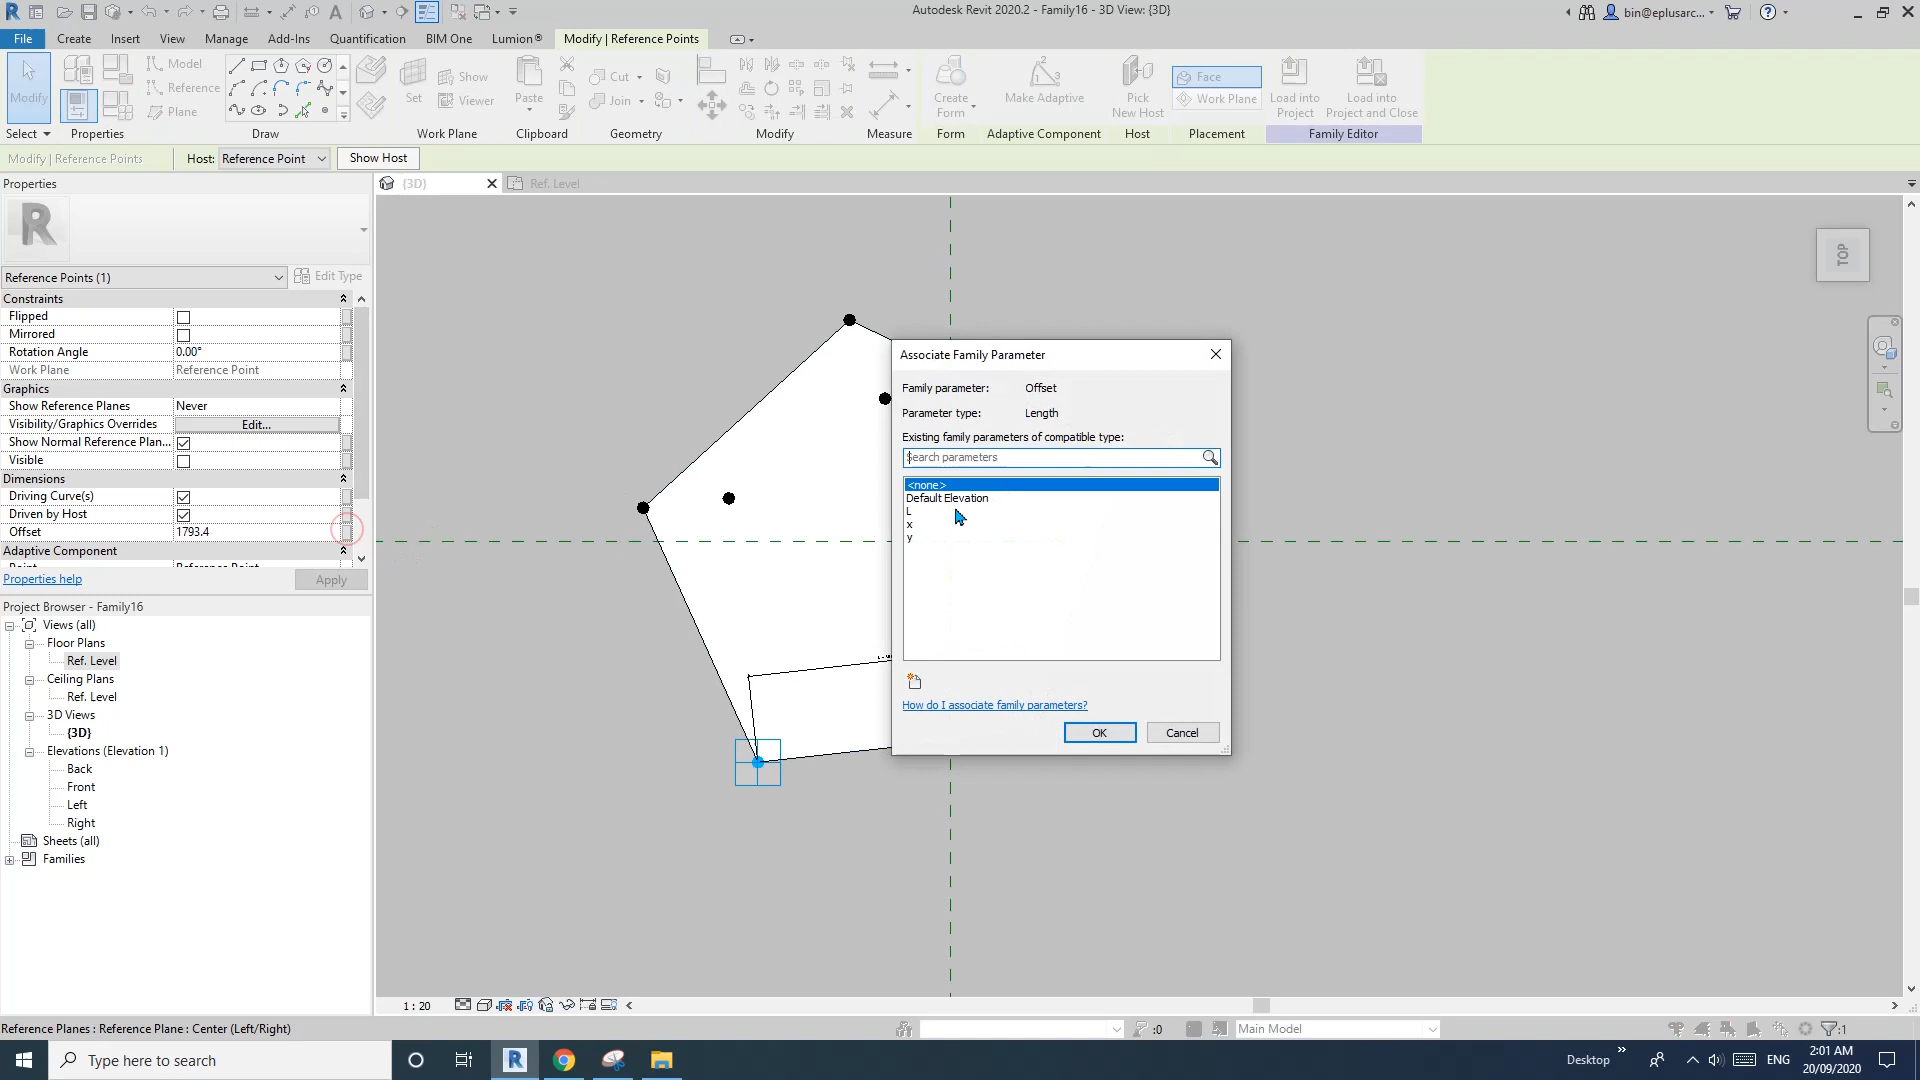 Autodesk Revit 2020.2 - Family16 - 3D View: {3D}
bin@eplusarc...
File Create Insert View Manage Add-Ins Quantification BIM One Lumion® Modify | Reference Points
Modify
Model
Reference
Plane
Set
Show
Viewer
Paste
Cut
Join
Create
Form
Make Adaptive
Pick
New Host
Face
Work Plane
Load into
Project
Load into
Project and Close
Select Properties Draw Work Plane Clipboard Geometry Modify Measure Form Adaptive Component Host Placement Family Editor
Modify | Reference Points Host: Reference Point Show Host
Properties
{3D} Ref. Level
R
Reference Points (1) Edit Type
Constraints
Flipped
Mirrored
Rotation Angle 0.00°
Work Plane Reference Point
Graphics
Show Reference Planes Never
Visibility/Graphics Overrides Edit...
Show Normal Reference Plan...
Visible
Dimensions
Driving Curve(s)
Driven by Host
Offset 1793.4
Adaptive Component
Properties help Apply
Project Browser - Family16
Views (all)
Floor Plans
Ref. Level
Ceiling Plans
Ref. Level
3D Views
{3D}
Elevations (Elevation 1)
Back
Front
Left
Right
Sheets (all)
Families
TOP
Associate Family Parameter
Family parameter: Offset
Parameter type: Length
Existing family parameters of compatible type:
Search parameters
<none>
Default Elevation
L
x
y
How do I associate family parameters?
OK Cancel
1 : 20
Reference Planes : Reference Plane : Center (Left/Right)
:0
Main Model
:1
Type here to search
Desktop
ENG
2:01 AM
20/09/2020